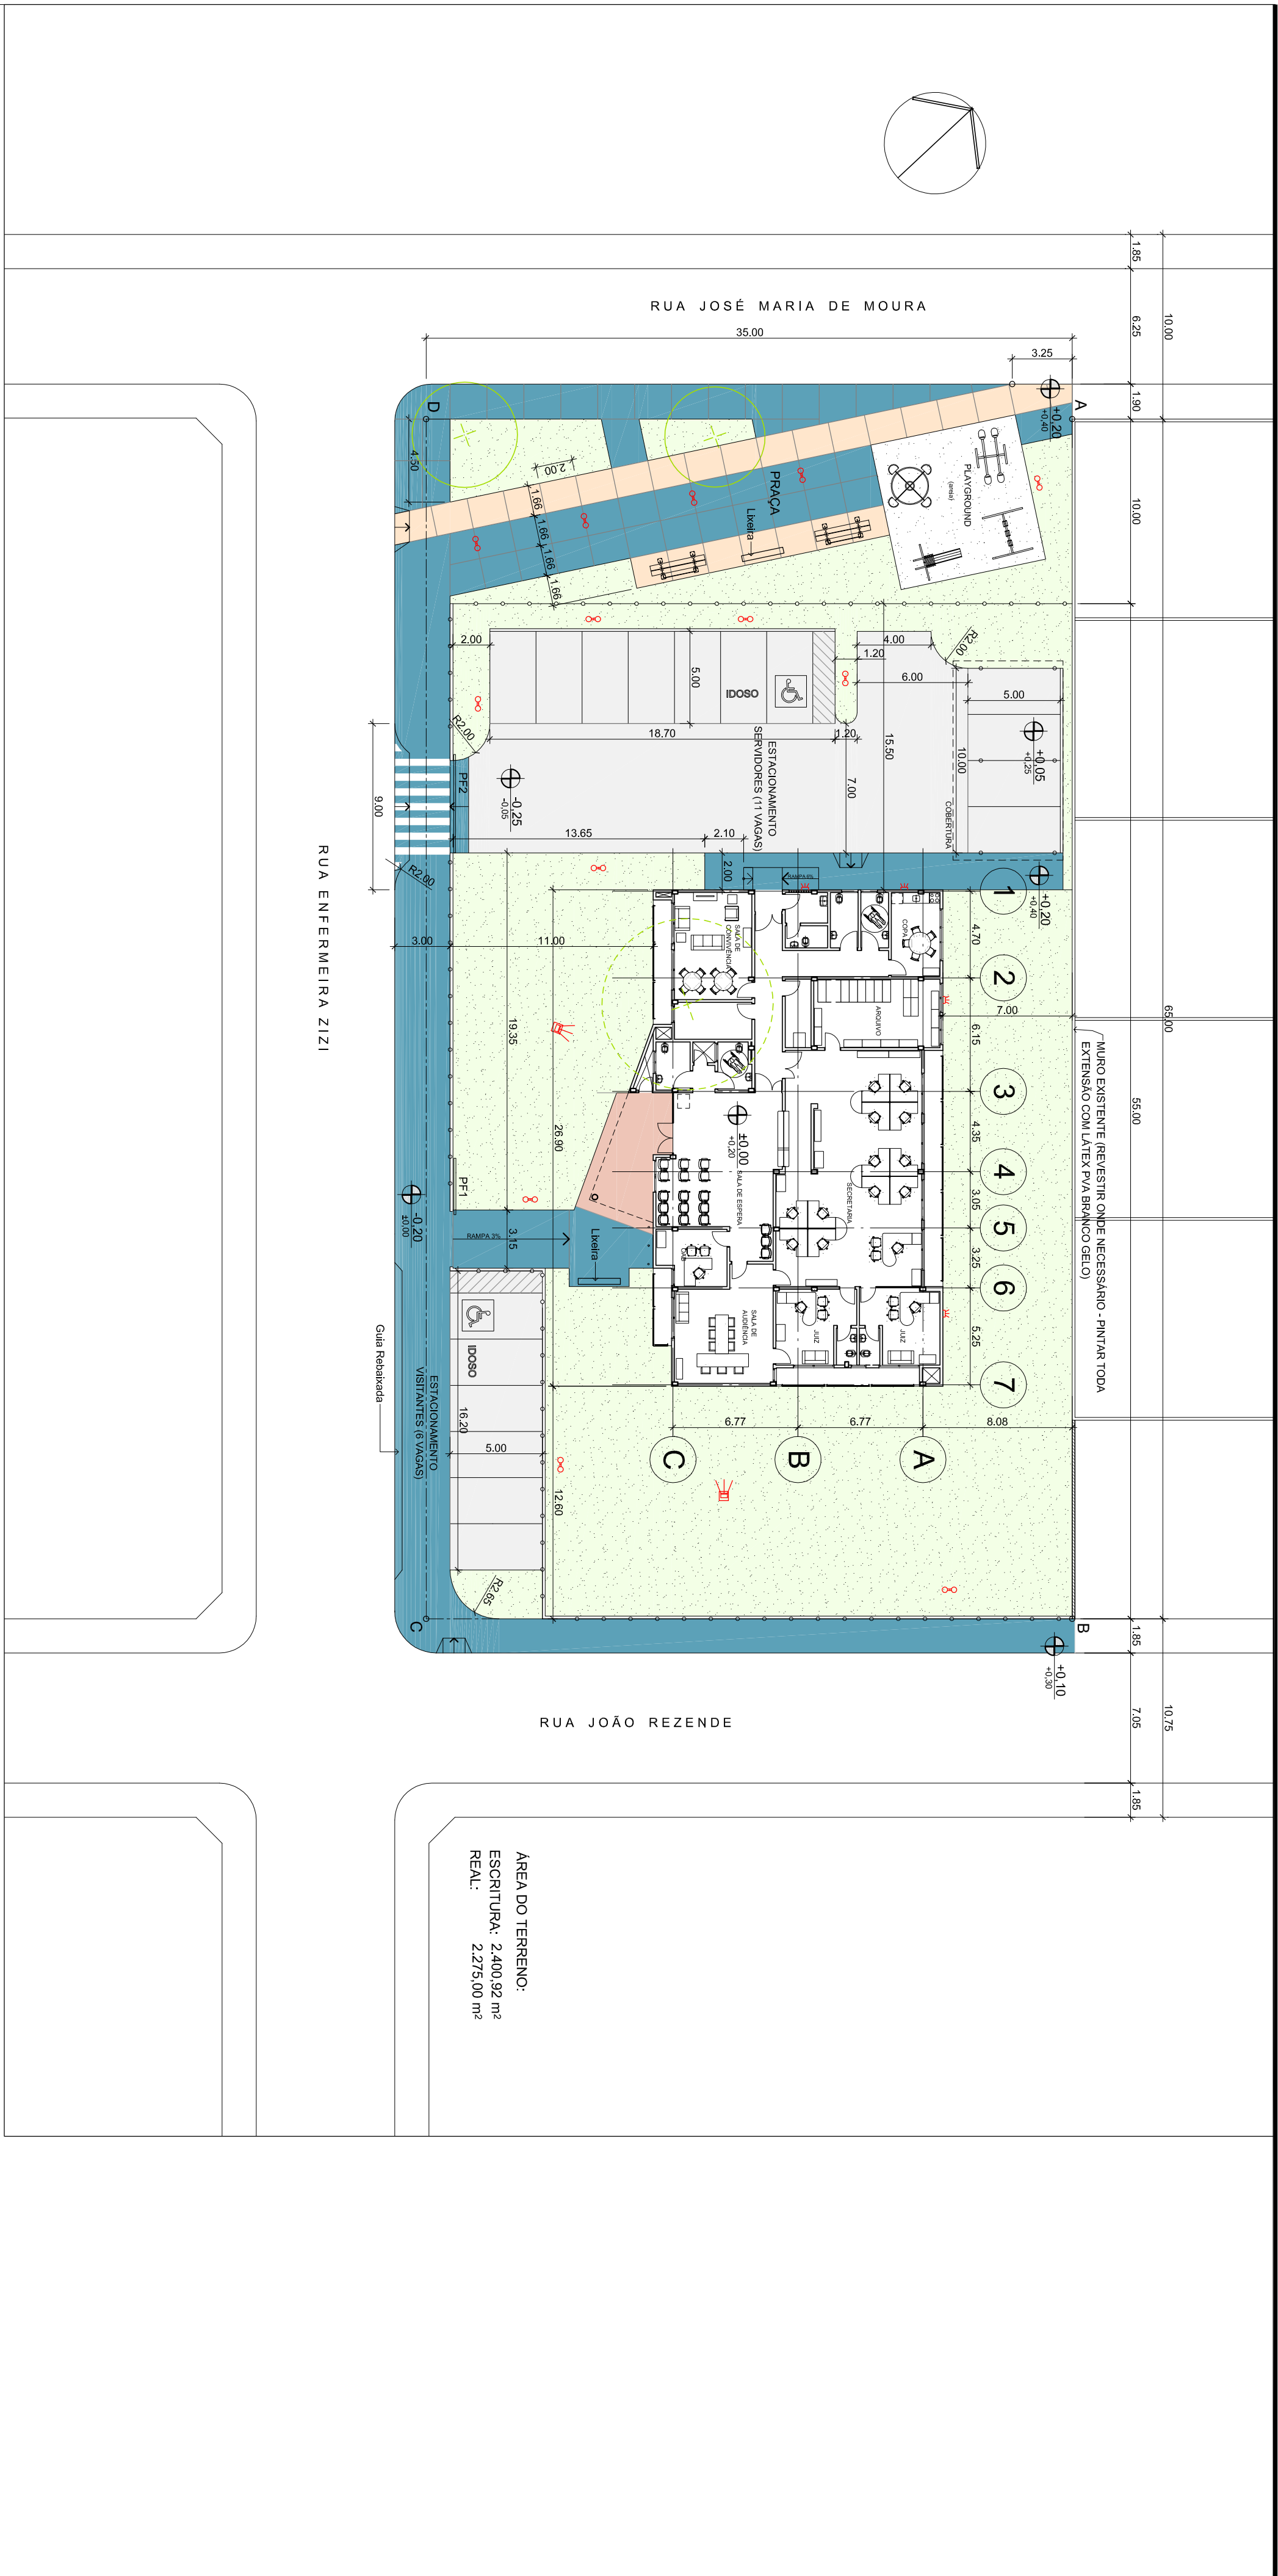 RUA JOSÉ MARIA DE MOURA
10.00
1.85
6.25
1.90
35.00
3.25
A
+0,20
+0,40
10.00
65.00
55.00
D
4.50
2.00
1.66
1.66
1.66
1.66
PRAÇA
Lixeira
PLAYGROUND
(areia)
2.00
5.00
IDOSO
1.20
4.00
R2.00
6.00
5.00
18.70
1.20
15.50
10.00
+0,05
+0,25
COBERTURA
ESTACIONAMENTO
SERVIDORES (11 VAGAS)
7.00
R2.00
PF2
-0,25
-0,05
13.65
2.10
2.00
9.00
R2.00
RAMPA 6%
+0,20
+0,40
1
2
3
4
5
6
7
4.70
6.15
4.35
3.05
3.25
5.25
7.00
MURO EXISTENTE (REVESTIR ONDE NECESSÁRIO - PINTAR TODA
EXTENSÃO COM LÁTEX PVA BRANCO GELO)
RUA ENFERMEIRA ZIZI
3.00
11.00
19.35
26.90
SALA DE
CONVIVÊNCIA
COPA
ARQUIVO
±0,00
+0,20
SALA DE ESPERA
SECRETARIA
OAB
SALA DE
AUDIÊNCIA
JUIZ
JUIZ
PF1
-0,20
±0,00
RAMPA 3%
3.15
Lixeira
IDOSO
16.20
5.00
12.60
ESTACIONAMENTO
VISITANTES (6 VAGAS)
Guia Rebaixada
6.77
6.77
8.08
C
B
A
R2.65
C
B
+0,10
+0,30
1.85
7.05
1.85
10.75
RUA JOÃO REZENDE
ÁREA DO TERRENO:
ESCRITURA: 2.400,92 m²
REAL: 2.275,00 m²